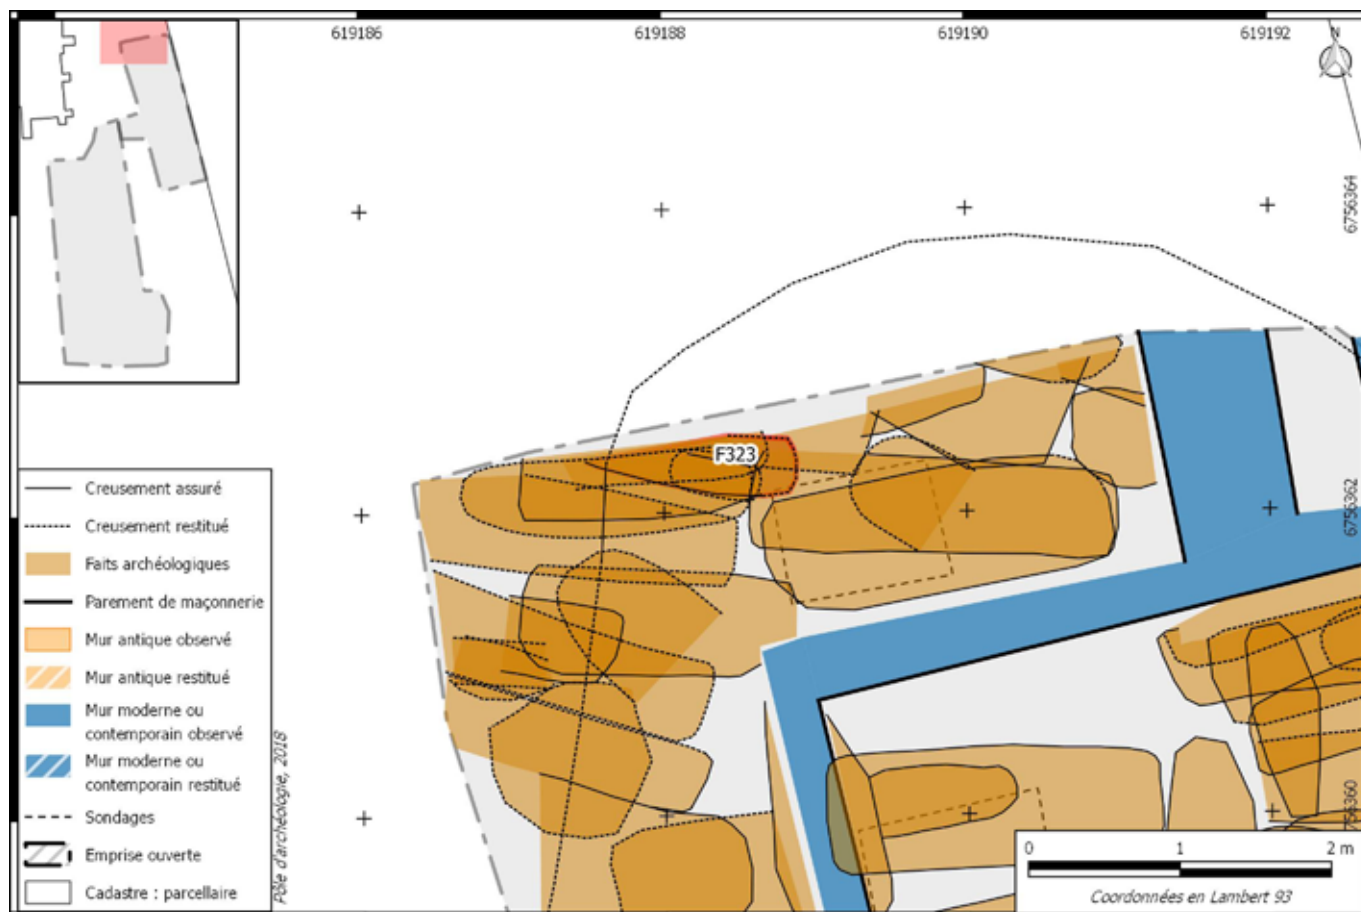 619186
619188
619190
619192
N
6756364
F323
6756362
Creusement assuré
Creusement restitué
Faits archéologiques
Parement de maçonnerie
Mur antique observé
Mur antique restitué
Mur moderne ou
contemporain observé
Mur moderne ou
contemporain restitué
Sondages
Emprise ouverte
Cadastre : parcellaire
Pôle d'archéologie, 2018
6756360
0
1
2 m
Coordonnées en Lambert 93